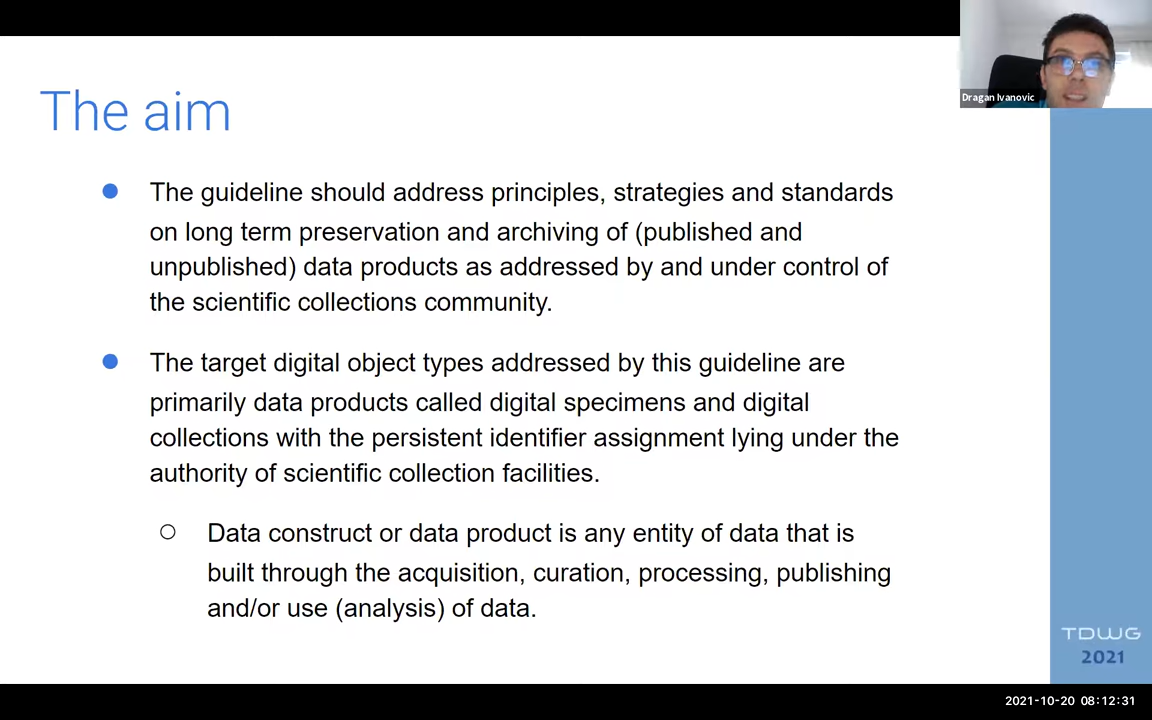 Dragan Ivanovic
The aim
The guideline should address principles, strategies and standards
on long term preservation and archiving of (published and
unpublished) data products as addressed by and under control of
the scientific collections community.
The target digital object types addressed by this guideline are
primarily data products called digital specimens and digital
collections with the persistent identifier assignment lying under the
authority of scientific collection facilities.
Data construct or data product is any entity of data that is
built through the acquisition, curation, processing, publishing
and/or use (analysis) of data.
TDWG
2021
2021-10-20 08:12:31